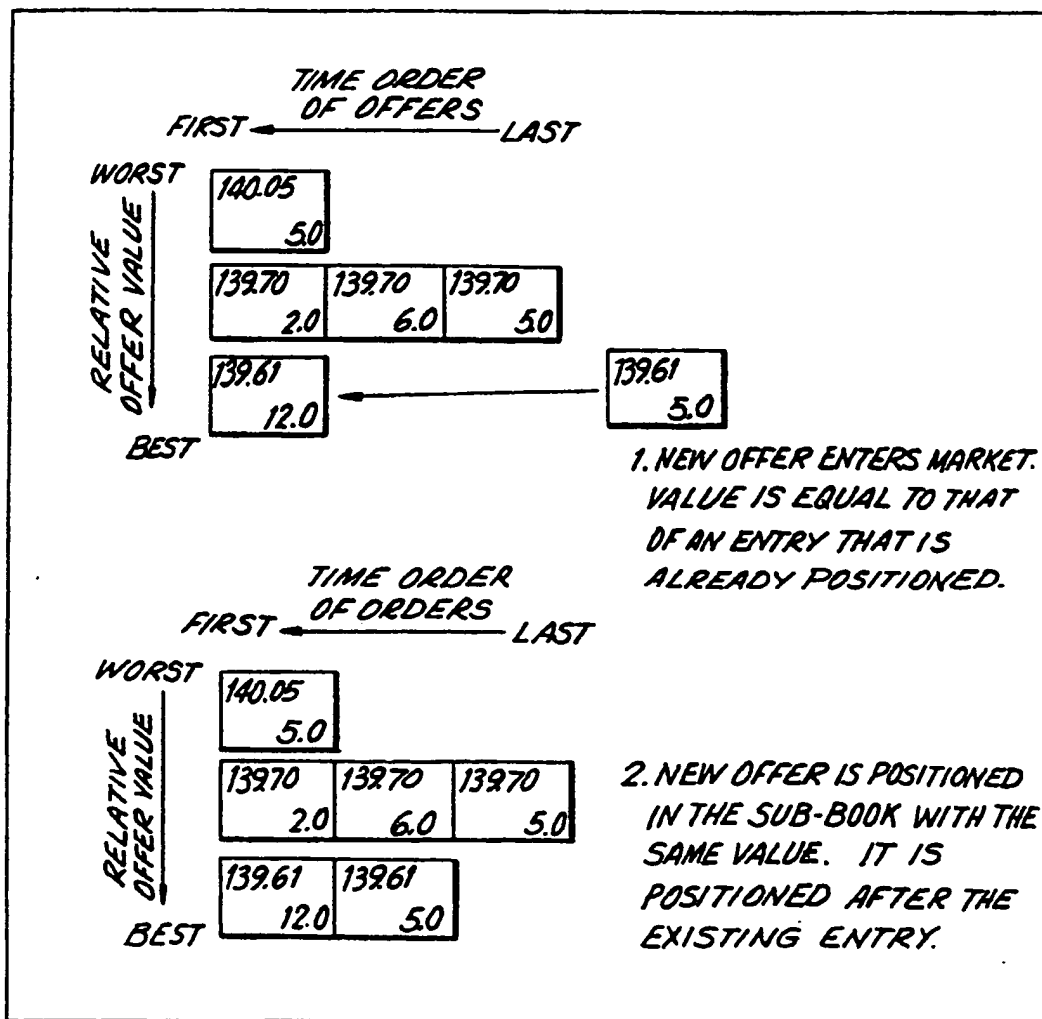 TIME ORDER
OF OFFERS
FIRST LAST
WORST
RELATIVE
OFFER VALUE
140.05
5.0
139.70 139.70 139.70
2.0 6.0 5.0
139.61 139.61
12.0 5.0
BEST
1. NEW OFFER ENTERS MARKET.
VALUE IS EQUAL TO THAT
OF AN ENTRY THAT IS
ALREADY POSITIONED.
TIME ORDER
OF ORDERS
FIRST LAST
WORST
RELATIVE
OFFER VALUE
140.05
5.0
139.70 139.70 139.70
2.0 6.0 5.0
139.61 139.61
12.0 5.0
BEST
2. NEW OFFER IS POSITIONED
IN THE SUB-BOOK WITH THE
SAME VALUE. IT IS
POSITIONED AFTER THE
EXISTING ENTRY.